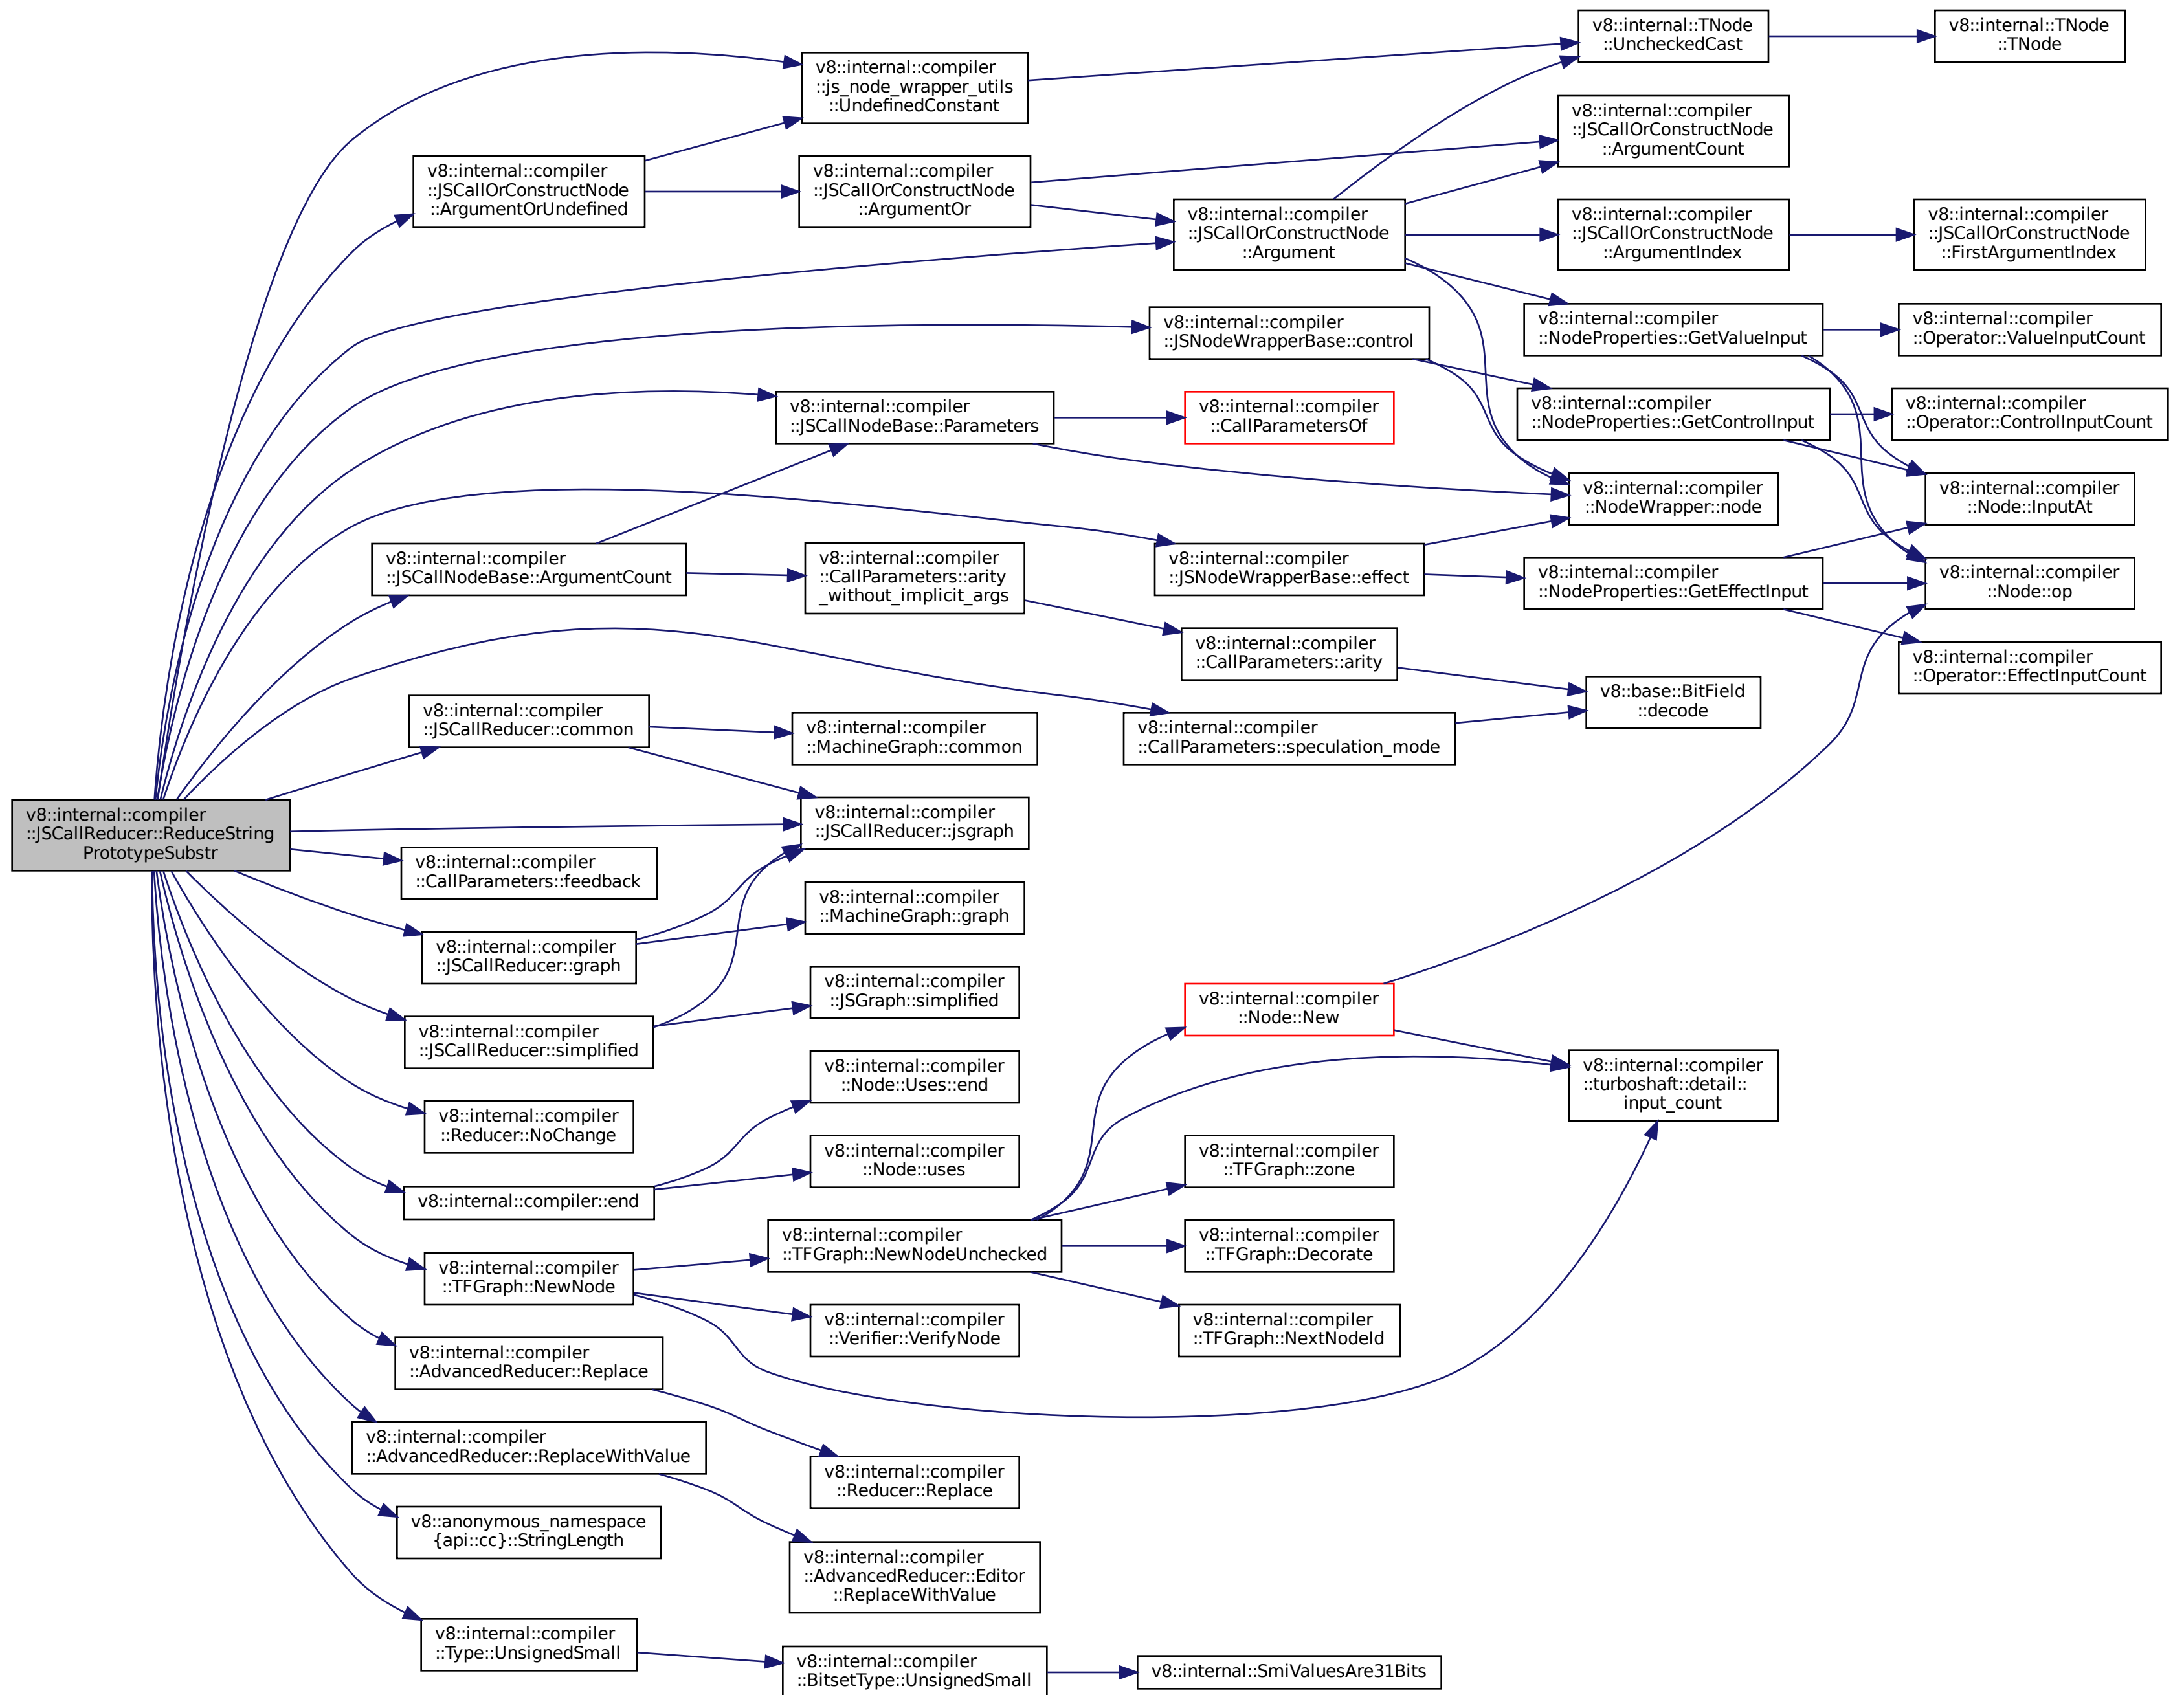 v8::internal::compiler
::JSCallReducer::ReduceString
PrototypeSubstr
v8::internal::compiler
::js_node_wrapper_utils
::UndefinedConstant
v8::internal::TNode
::UncheckedCast
v8::internal::TNode
::TNode
v8::internal::compiler
::JSCallOrConstructNode
::ArgumentOrUndefined
v8::internal::compiler
::JSCallOrConstructNode
::ArgumentOr
v8::internal::compiler
::JSCallOrConstructNode
::ArgumentCount
v8::internal::compiler
::JSCallOrConstructNode
::Argument
v8::internal::compiler
::JSCallOrConstructNode
::ArgumentIndex
v8::internal::compiler
::JSCallOrConstructNode
::FirstArgumentIndex
v8::internal::compiler
::NodeProperties::GetValueInput
v8::internal::compiler
::Operator::ValueInputCount
v8::internal::compiler
::JSNodeWrapperBase::control
v8::internal::compiler
::NodeProperties::GetControlInput
v8::internal::compiler
::Operator::ControlInputCount
v8::internal::compiler
::JSCallNodeBase::Parameters
v8::internal::compiler
::CallParametersOf
v8::internal::compiler
::NodeWrapper::node
v8::internal::compiler
::Node::InputAt
v8::internal::compiler
::JSCallNodeBase::ArgumentCount
v8::internal::compiler
::CallParameters::arity
_without_implicit_args
v8::internal::compiler
::JSNodeWrapperBase::effect
v8::internal::compiler
::NodeProperties::GetEffectInput
v8::internal::compiler
::Node::op
v8::internal::compiler
::CallParameters::arity
v8::internal::compiler
::Operator::EffectInputCount
v8::base::BitField
::decode
v8::internal::compiler
::JSCallReducer::common
v8::internal::compiler
::MachineGraph::common
v8::internal::compiler
::CallParameters::speculation_mode
v8::internal::compiler
::JSCallReducer::jsgraph
v8::internal::compiler
::CallParameters::feedback
v8::internal::compiler
::MachineGraph::graph
v8::internal::compiler
::JSCallReducer::graph
v8::internal::compiler
::JSGraph::simplified
v8::internal::compiler
::Node::New
v8::internal::compiler
::JSCallReducer::simplified
v8::internal::compiler
::Node::Uses::end
v8::internal::compiler
::turboshaft::detail::
input_count
v8::internal::compiler
::Reducer::NoChange
v8::internal::compiler
::Node::uses
v8::internal::compiler
::TFGraph::zone
v8::internal::compiler::end
v8::internal::compiler
::TFGraph::NewNodeUnchecked
v8::internal::compiler
::TFGraph::Decorate
v8::internal::compiler
::TFGraph::NewNode
v8::internal::compiler
::Verifier::VerifyNode
v8::internal::compiler
::TFGraph::NextNodeId
v8::internal::compiler
::AdvancedReducer::Replace
v8::internal::compiler
::AdvancedReducer::ReplaceWithValue
v8::internal::compiler
::Reducer::Replace
v8::anonymous_namespace
{api::cc}::StringLength
v8::internal::compiler
::AdvancedReducer::Editor
::ReplaceWithValue
v8::internal::compiler
::Type::UnsignedSmall
v8::internal::compiler
::BitsetType::UnsignedSmall
v8::internal::SmiValuesAre31Bits